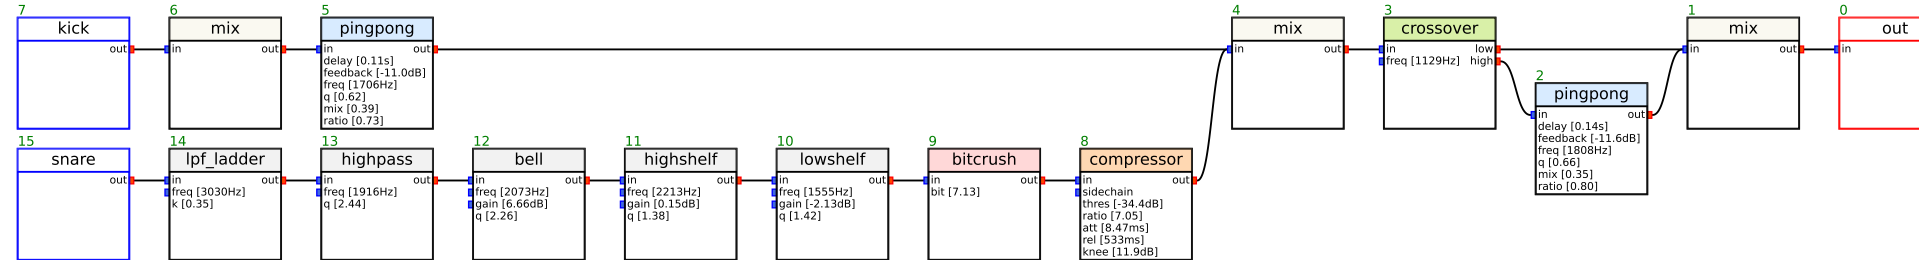 7
kick
out
6
mix
in out
5
pingpong
in out
delay [0.11s]
feedback [-11.0dB]
freq [1706Hz]
q [0.62]
mix [0.39]
ratio [0.73]
4
mix
in out
3
crossover
in low
freq [1129Hz] high
2
pingpong
in out
delay [0.14s]
feedback [-11.6dB]
freq [1808Hz]
q [0.66]
mix [0.35]
ratio [0.80]
1
mix
in out
0
out
in
15
snare
out
14
lpf_ladder
in out
freq [3030Hz]
k [0.35]
13
highpass
in out
freq [1916Hz]
q [2.44]
12
bell
in out
freq [2073Hz]
gain [6.66dB]
q [2.26]
11
highshelf
in out
freq [2213Hz]
gain [0.15dB]
q [1.38]
10
lowshelf
in out
freq [1555Hz]
gain [-2.13dB]
q [1.42]
9
bitcrush
in out
bit [7.13]
8
compressor
in out
sidechain
thres [-34.4dB]
ratio [7.05]
att [8.47ms]
rel [533ms]
knee [11.9dB]